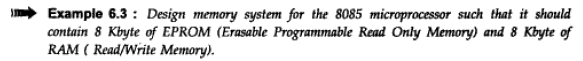 Example 6.3 : Design memory system for the 8085 microprocessor such that it should
contain 8 Kbyte of EPROM (Erasable Programmable Read Only Memory) and 8 Kbyte of
RAM ( Read/Write Memory).